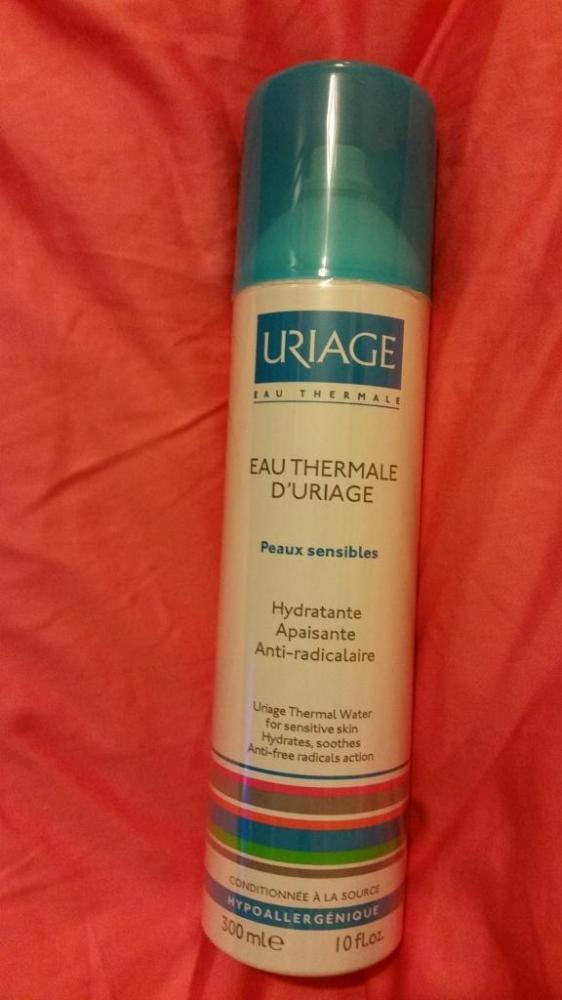 URIAGE
EAU THERMALE
EAU THERMALE
D'URIAGE
Peaux sensibles
Hydratante
Apaisante
Anti-radicalaire
Uriage Thermal Water
for sensitive skin
Hydrates, soothes
Anti-free radicals action
CONDITIONNÉE À LA SOURCE
HYPOALLERGÉNIQUE
300 ml e 10 fl.oz.